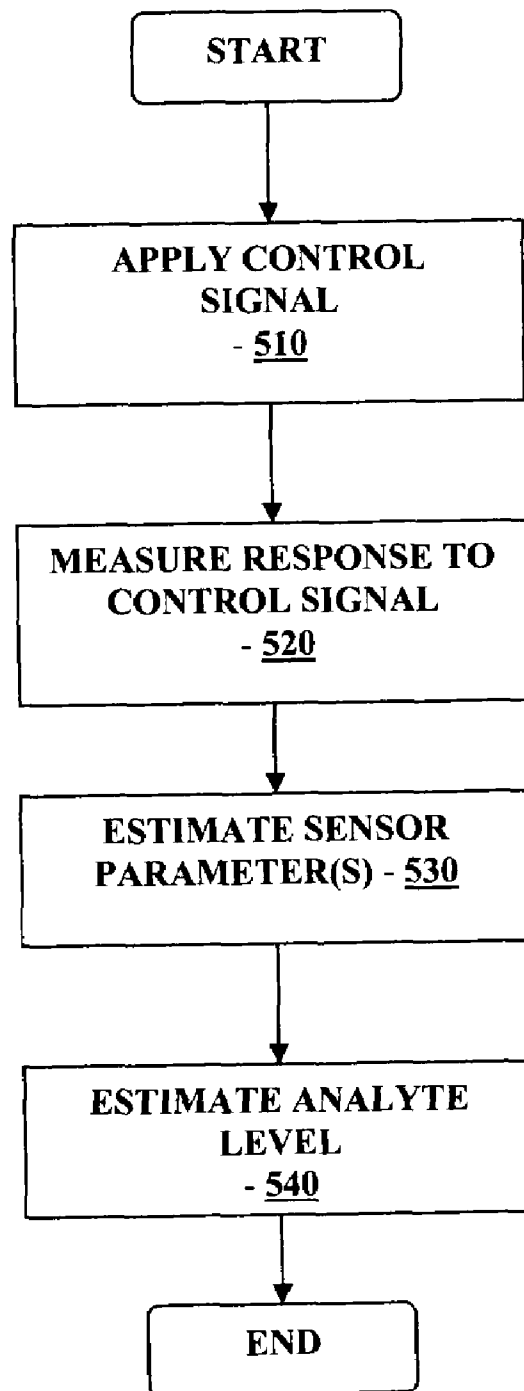 START
APPLY CONTROL
SIGNAL
- 510
MEASURE RESPONSE TO
CONTROL SIGNAL
- 520
ESTIMATE SENSOR
PARAMETER(S) - 530
ESTIMATE ANALYTE
LEVEL
- 540
END